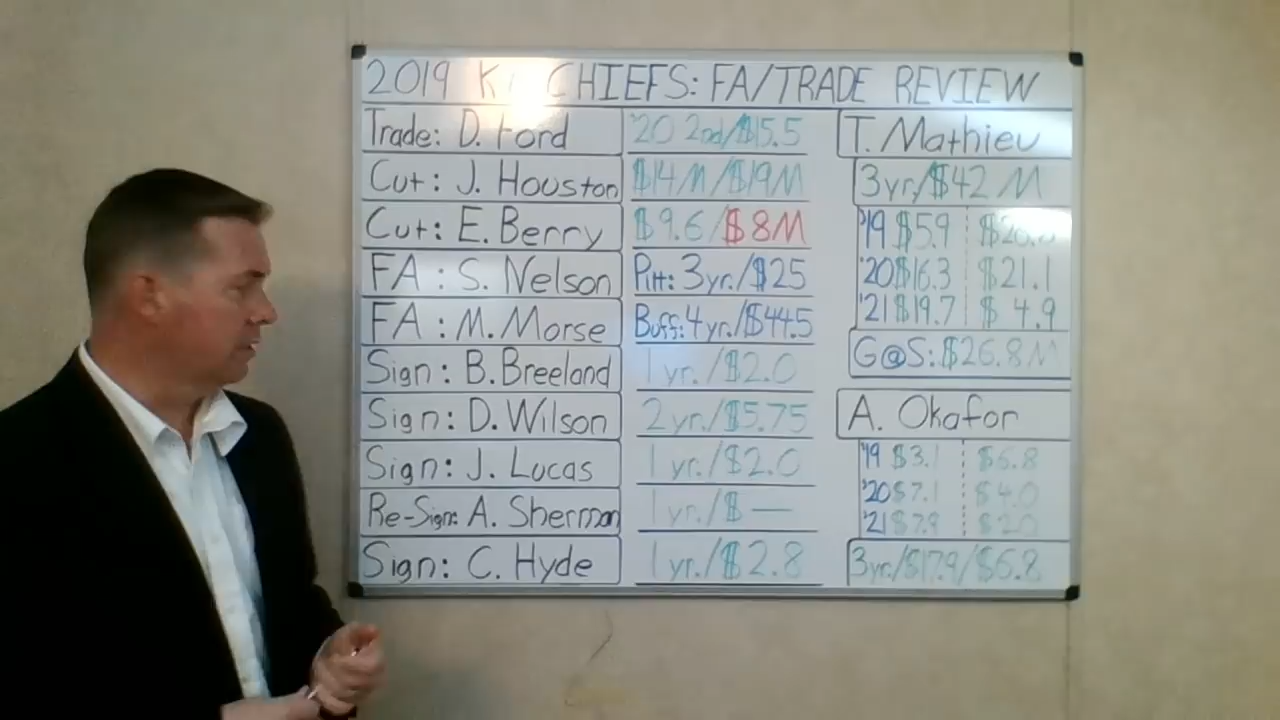 2019 K CHIEFS: FA/TRADE REVIEW
Trade: D. Ford '20 2nd/$15.5
Cut: J. Houston $14M/$19M
Cut: E. Berry $9.6/$8M
FA: S. Nelson Pitt: 3yr./$25
FA: M. Morse Buff: 4yr./$44.5
Sign: B. Breeland 1yr./$2.0
Sign: D. Wilson 2yr./$5.75
Sign: J. Lucas 1yr./$2.0
Re-Sign: A. Sherman 1yr./$ —
Sign: C. Hyde 1yr./$2.8
T. Mathieu
3yr/$42 M
'19 $5.9
'20 $16.3 $21.1
'21 $19.7 $4.9
G@S: $26.8M
A. Okafor
'19 $3.1 $6.8
'20 $7.1 $4.0
'21 $7.9 $2.0
3yr/$17.9/$6.8